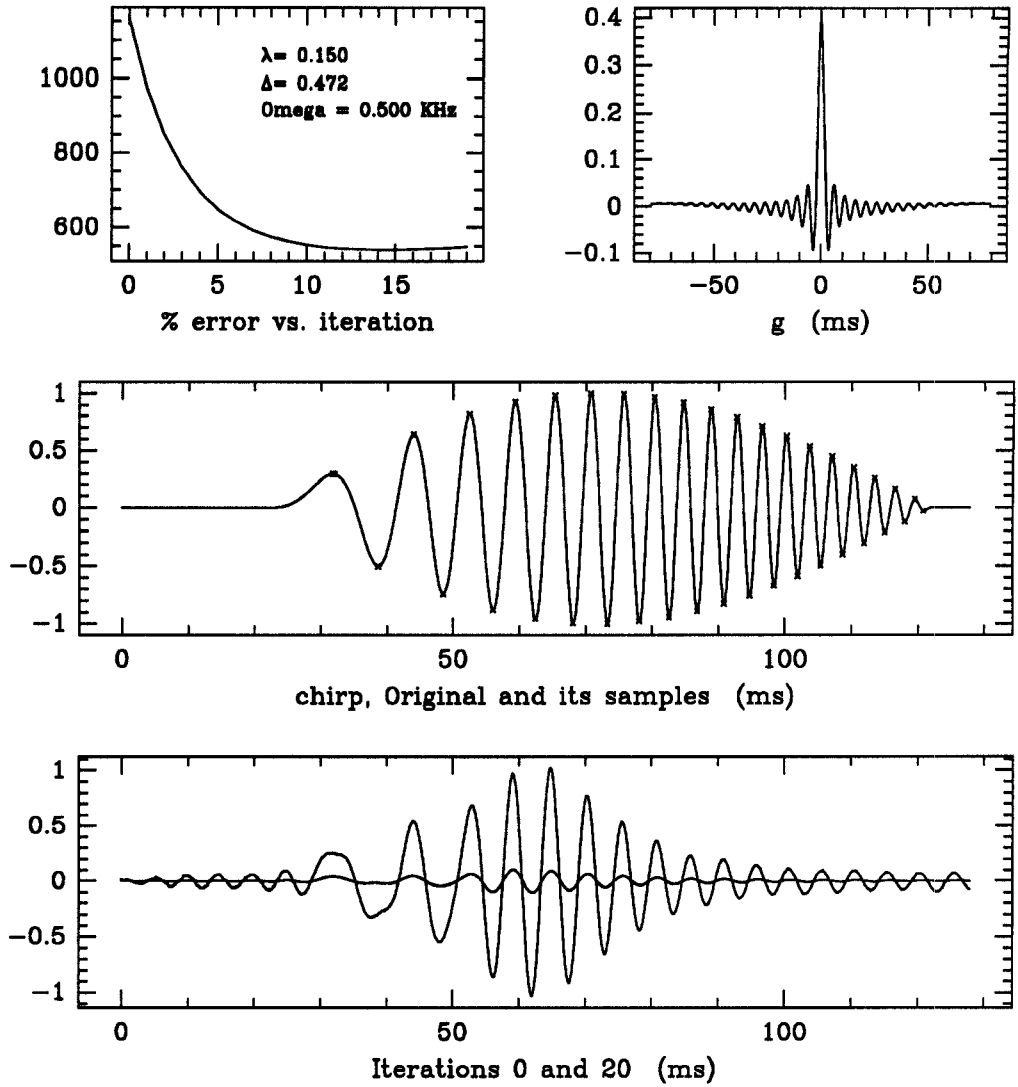 1000
800
600
λ= 0.150
Δ= 0.472
Omega = 0.500 KHz
0 5 10 15
% error vs. iteration
0.4
0.3
0.2
0.1
0
−0.1
−50 0 50
g (ms)
1
0.5
0
−0.5
−1
0 50 100
chirp, Original and its samples (ms)
1
0.5
0
−0.5
−1
0 50 100
Iterations 0 and 20 (ms)